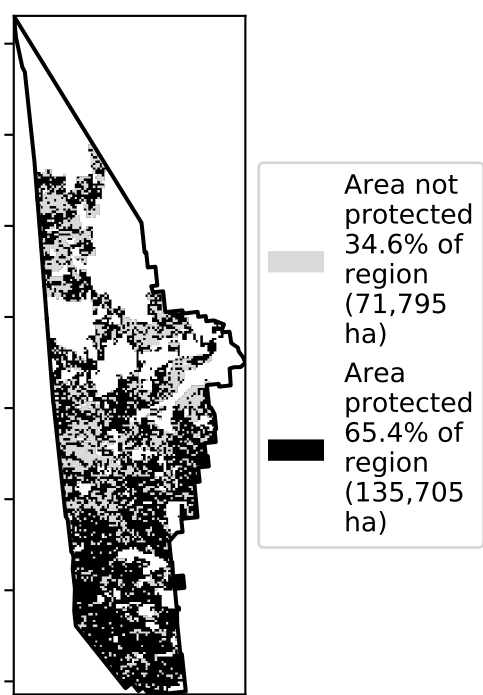 Area not
protected
34.6% of
region
(71,795
ha)
Area
protected
65.4% of
region
(135,705
ha)